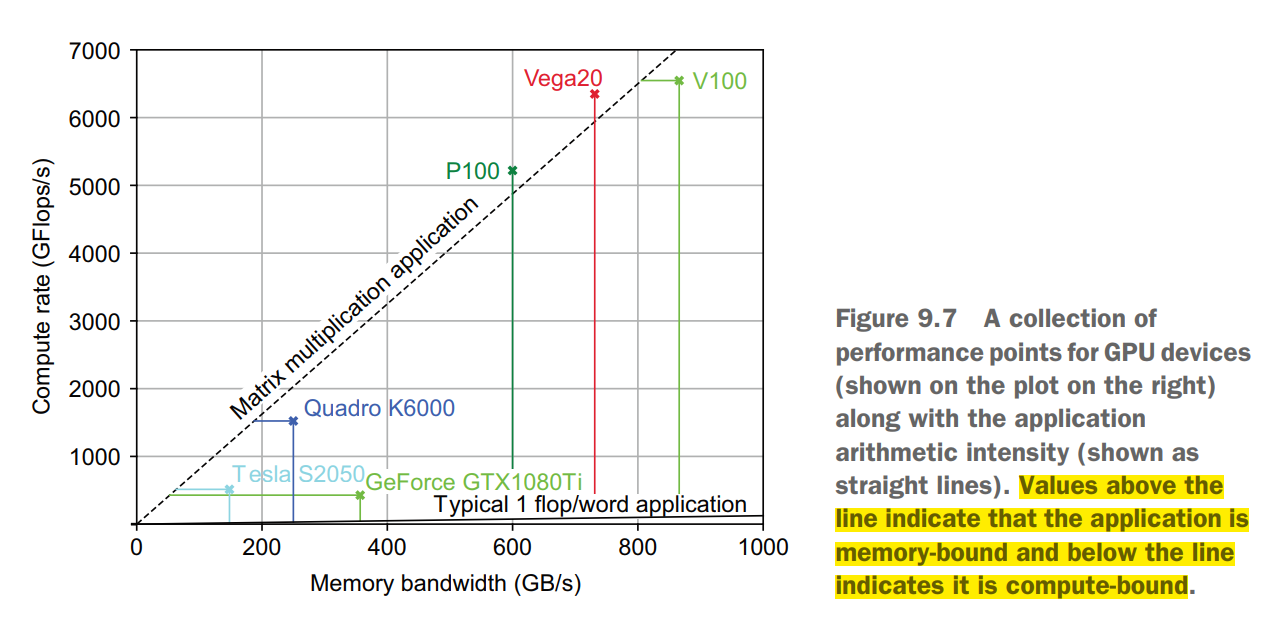 7000
6000
5000
4000
3000
2000
1000
Compute rate (GFlops/s)
Vega20
V100
P100
Matrix multiplication application
Quadro K6000
Tesla S2050
GeForce GTX1080Ti
Typical 1 flop/word application
0 200 400 600 800 1000
Memory bandwidth (GB/s)
Figure 9.7 A collection of
performance points for GPU devices
(shown on the plot on the right)
along with the application
arithmetic intensity (shown as
straight lines). Values above the
line indicate that the application is
memory-bound and below the line
indicates it is compute-bound.